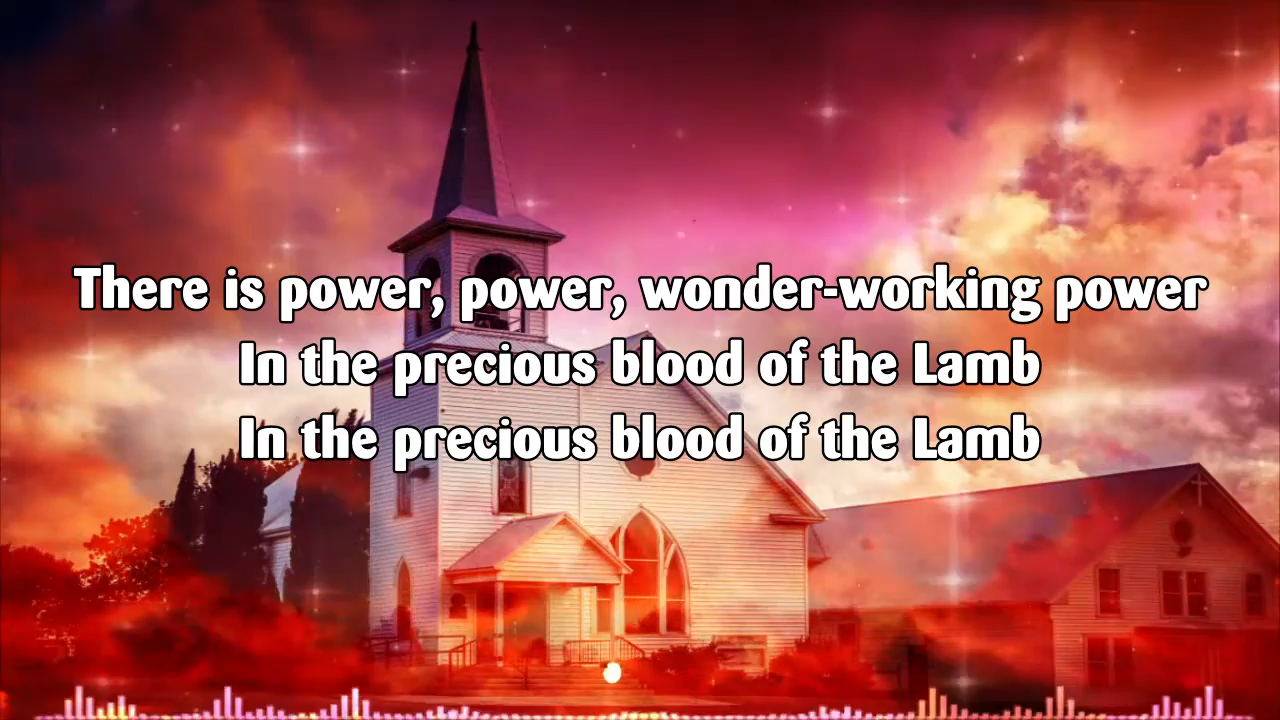 There is power, power, wonder-working power
In the precious blood of the Lamb
In the precious blood of the Lamb